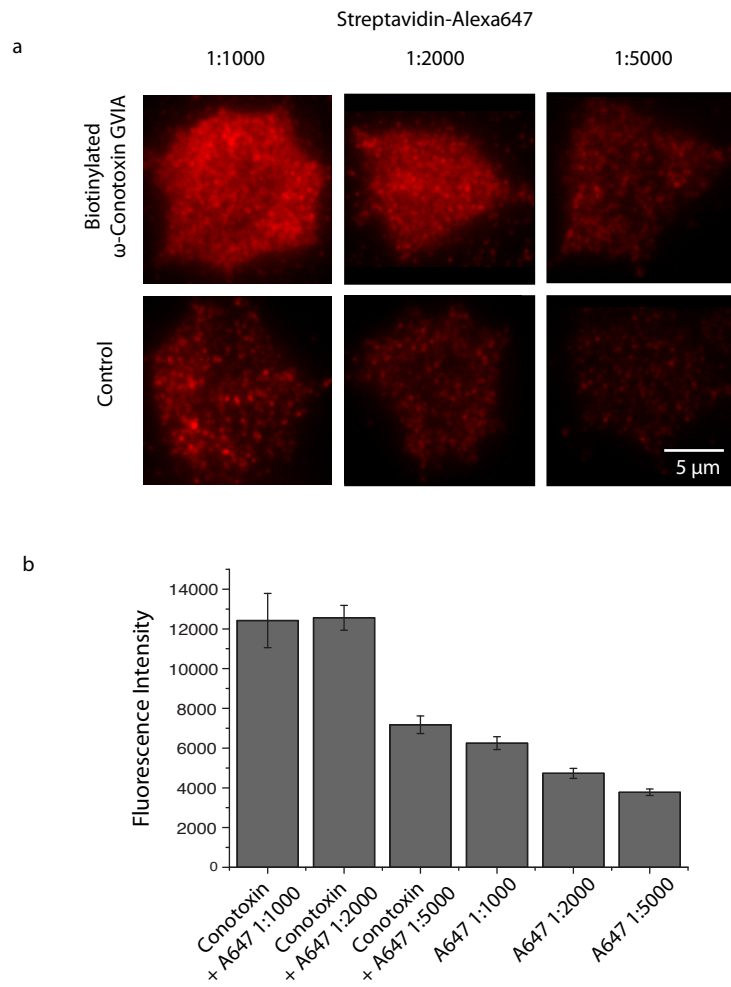 Streptavidin-Alexa647
a
1:1000 1:2000 1:5000
Biotinylated
ω-Conotoxin GVIA
Control
5 µm
b
Fluorescence Intensity
14000
12000
10000
8000
6000
4000
2000
0
Conotoxin
+ A647 1:1000
Conotoxin
+ A647 1:2000
Conotoxin
+ A647 1:5000
A647 1:1000
A647 1:2000
A647 1:5000